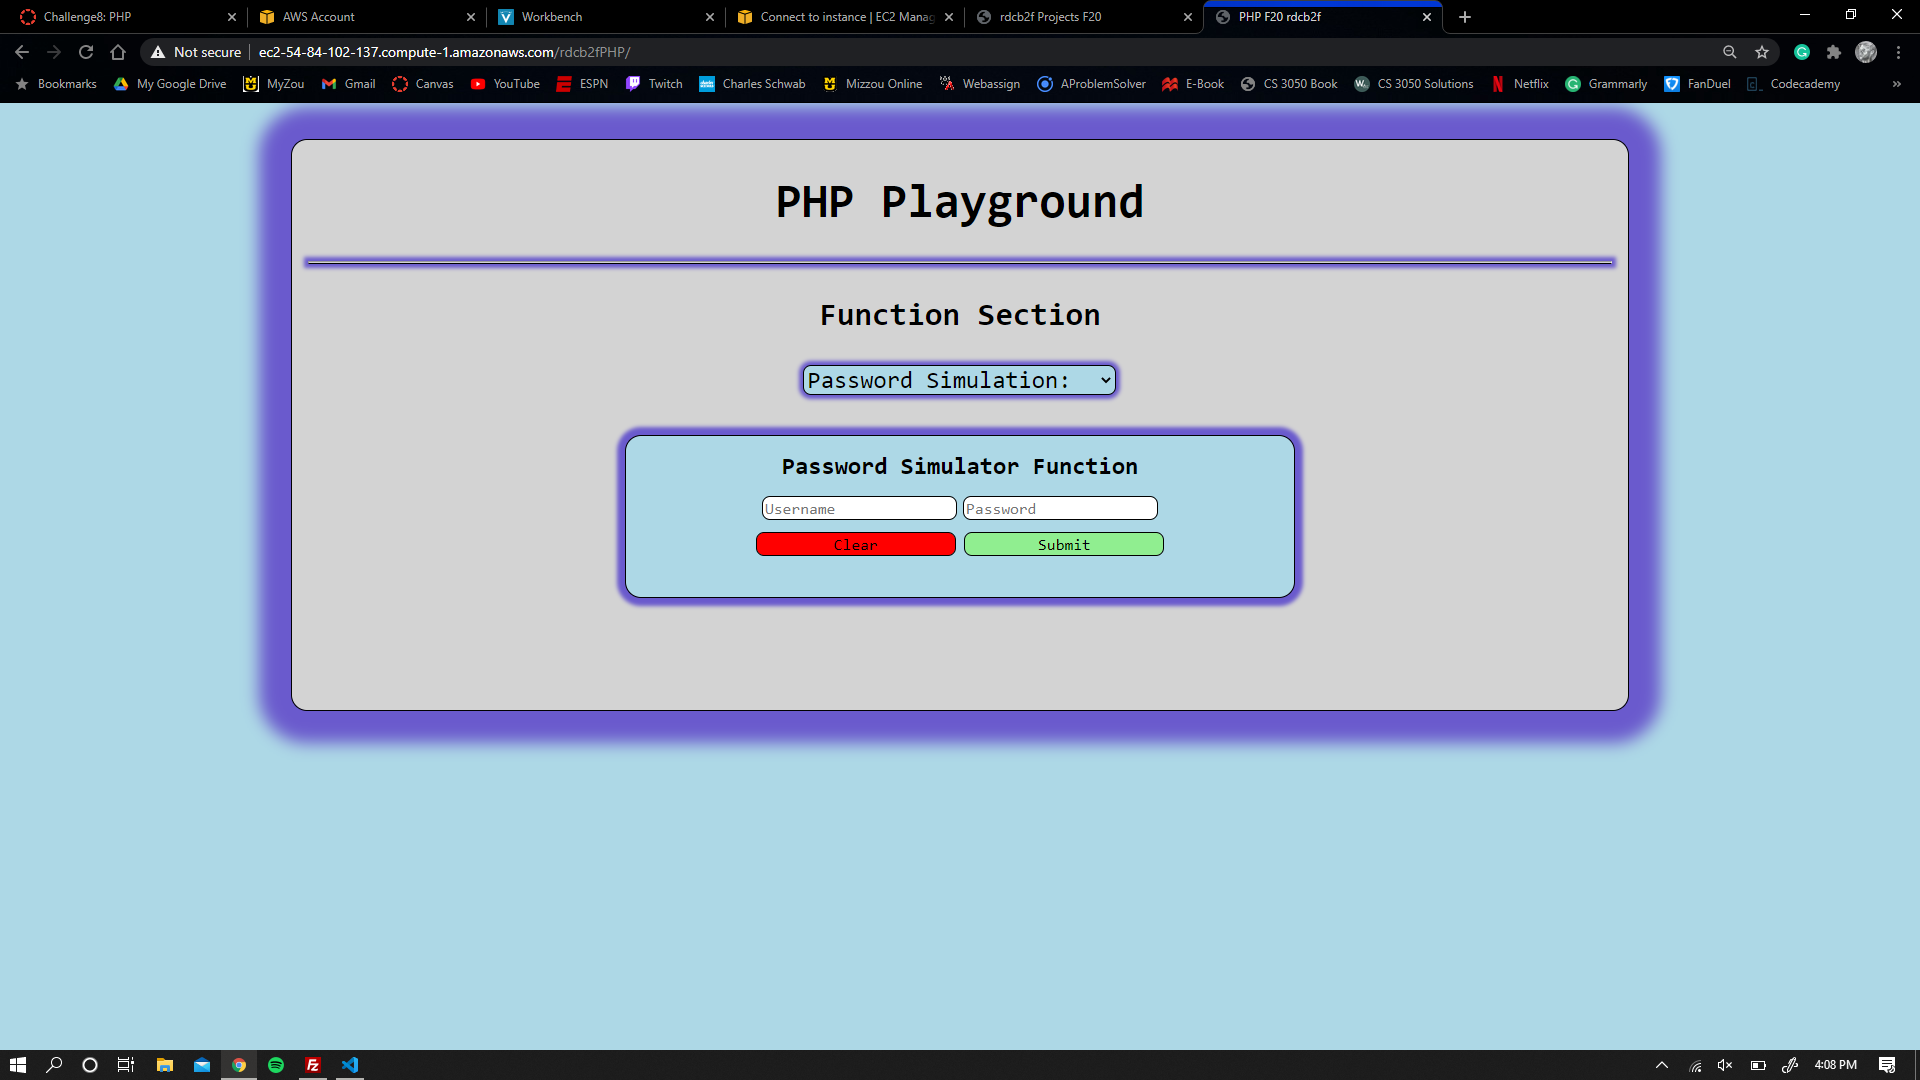 Challenge8: PHP
AWS Account
Workbench
Connect to instance | EC2 Manag
rdcb2f Projects F20
PHP F20 rdcb2f
Not secure | ec2-54-84-102-137.compute-1.amazonaws.com/rdcb2fPHP/
Bookmarks My Google Drive MyZou Gmail Canvas YouTube ESPN Twitch Charles Schwab Mizzou Online Webassign AProblemSolver E-Book CS 3050 Book CS 3050 Solutions Netflix Grammarly FanDuel Codecademy »
PHP Playground
Function Section
Password Simulation:
Password Simulator Function
Username Password
Clear Submit
4:08 PM